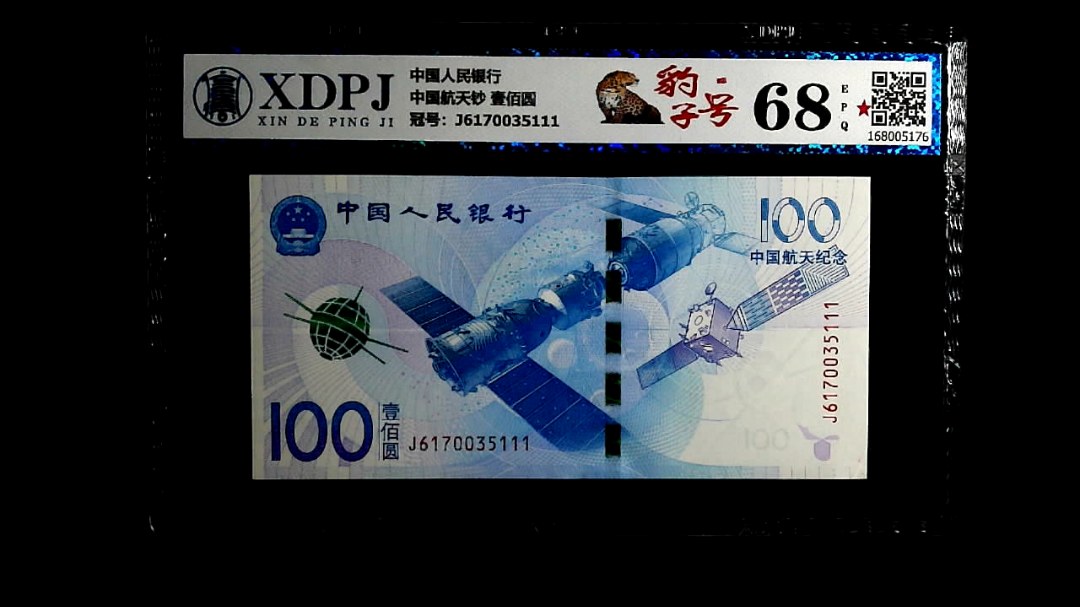 XDPJ
XIN DE PING JI
中国人民银行
中国航天钞 壹佰圆
冠号: J6170035111
豹子号
68
EPQ
168005176
中国人民银行
100
中国航天纪念
J6170035111
100
壹佰圆
J6170035111
100